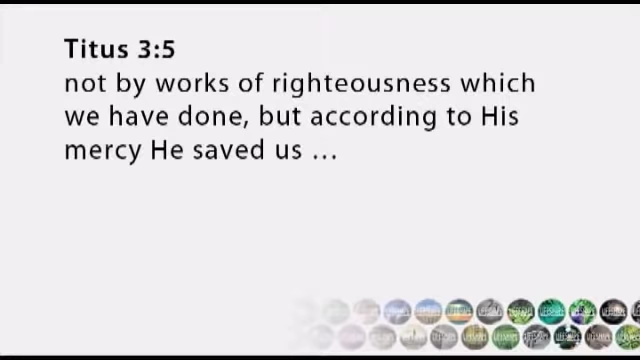 Titus 3:5
not by works of righteousness which
we have done, but according to His
mercy He saved us ...